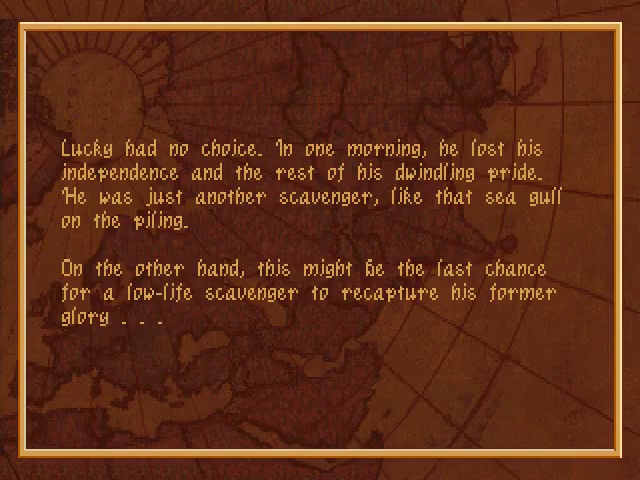 Lucky had no choice. In one morning, he lost his
independence and the rest of his dwindling pride.
He was just another scavenger, like that sea gull
on the piling.
On the other hand, this might be the last chance
for a low-life scavenger to recapture his former
glory . . .